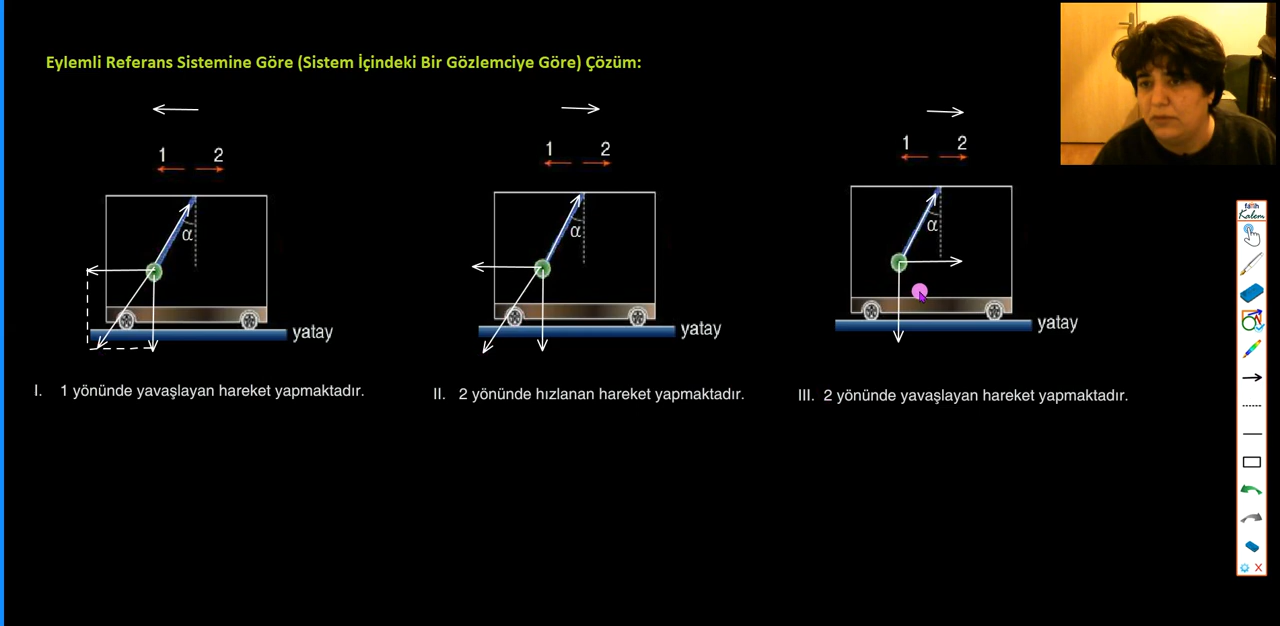 Eylemli Referans Sistemine Göre (Sistem İçindeki Bir Gözlemciye Göre) Çözüm:
1 2
1 2
1 2
α
α
α
yatay
yatay
yatay
I. 1 yönünde yavaşlayan hareket yapmaktadır.
II. 2 yönünde hızlanan hareket yapmaktadır.
III. 2 yönünde yavaşlayan hareket yapmaktadır.
fatih
Kalem